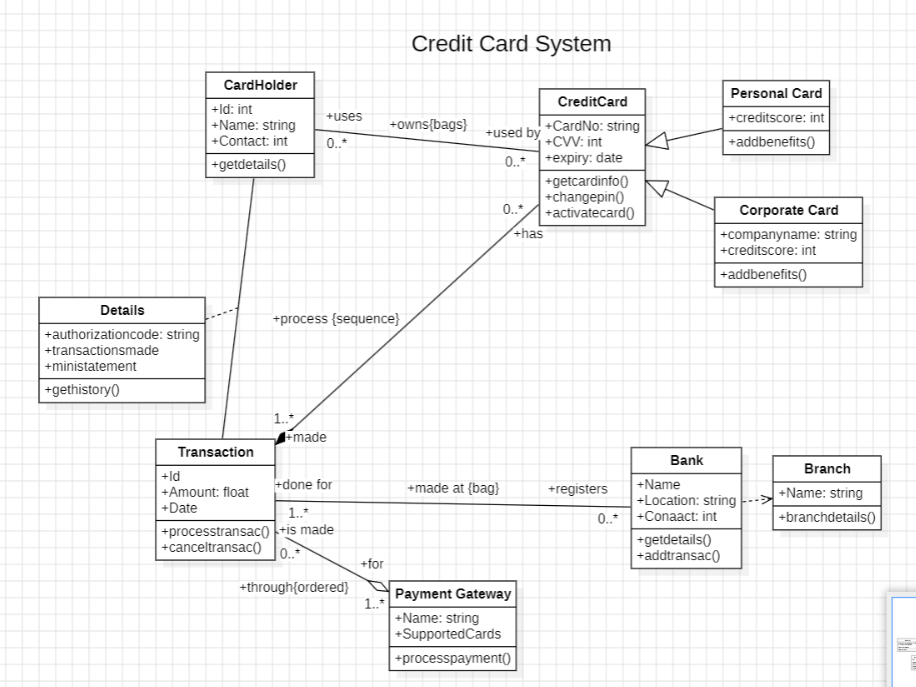 Credit Card System
CardHolder
+Id: int
+Name: string
+Contact: int
+getdetails()
+uses
0..*
+owns{bags}
+used by
0..*
CreditCard
+CardNo: string
+CVV: int
+expiry: date
+getcardinfo()
+changepin()
+activatecard()
Personal Card
+creditscore: int
+addbenefits()
Corporate Card
+companyname: string
+creditscore: int
+addbenefits()
0..*
+has
+process {sequence}
1..*
+made
Details
+authorizationcode: string
+transactionsmade
+ministatement
+gethistory()
Transaction
+Id
+Amount: float
+Date
+processtransac()
+canceltransac()
+done for
1..*
+made at {bag}
+registers
0..*
Bank
+Name
+Location: string
+Conaact: int
+getdetails()
+addtransac()
Branch
+Name: string
+branchdetails()
+is made
0..*
+for
+through{ordered}
1..*
Payment Gateway
+Name: string
+SupportedCards
+processpayment()